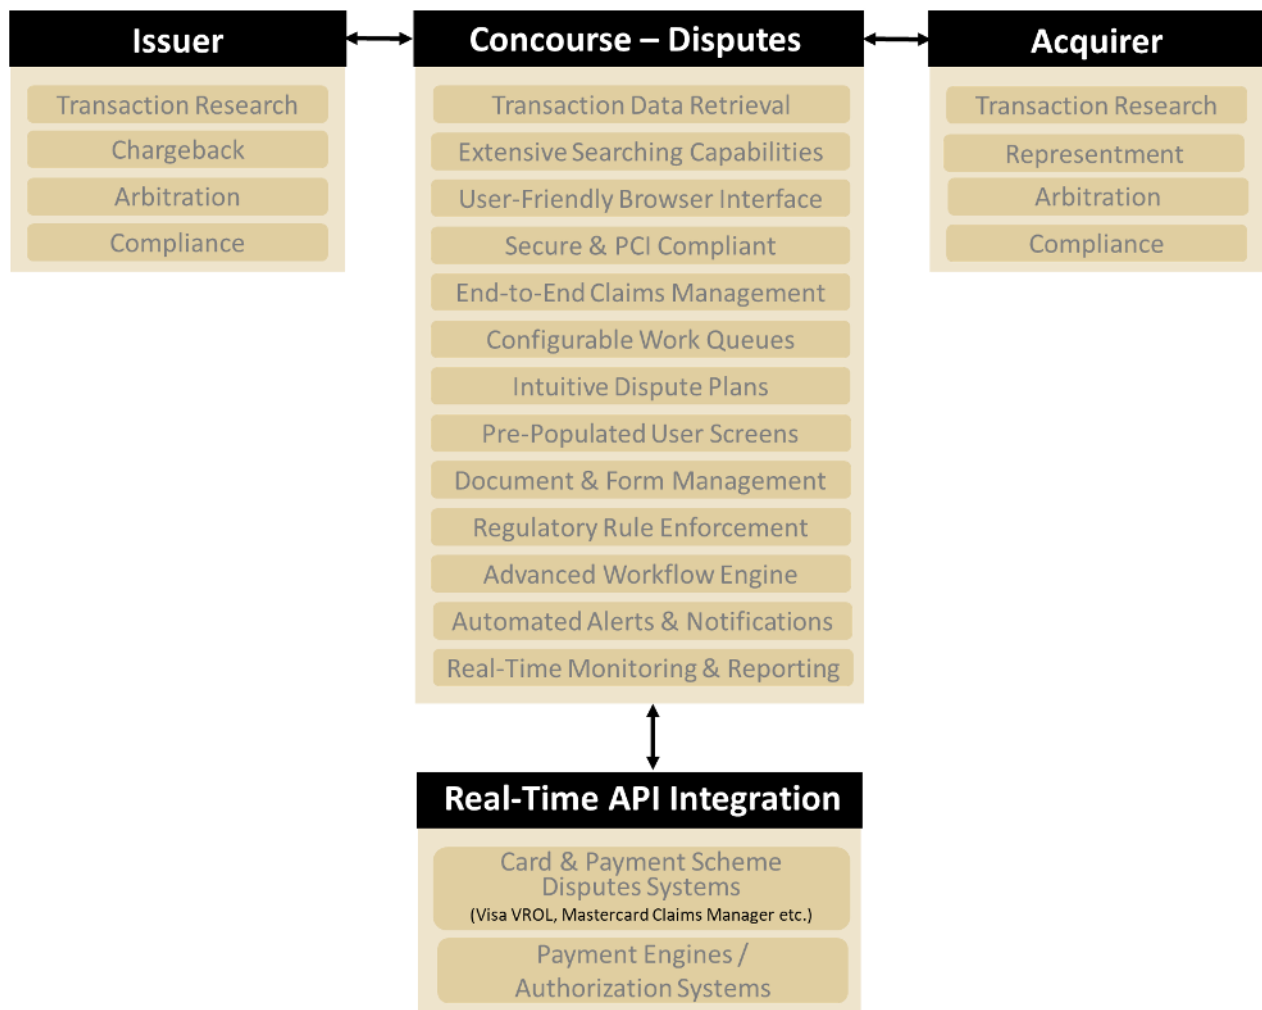 Issuer
Transaction Research
Chargeback
Arbitration
Compliance
Concourse – Disputes
Transaction Data Retrieval
Extensive Searching Capabilities
User-Friendly Browser Interface
Secure & PCI Compliant
End-to-End Claims Management
Configurable Work Queues
Intuitive Dispute Plans
Pre-Populated User Screens
Document & Form Management
Regulatory Rule Enforcement
Advanced Workflow Engine
Automated Alerts & Notifications
Real-Time Monitoring & Reporting
Acquirer
Transaction Research
Representment
Arbitration
Compliance
Real-Time API Integration
Card & Payment Scheme
Disputes Systems
(Visa VROL, Mastercard Claims Manager etc.)
Payment Engines /
Authorization Systems